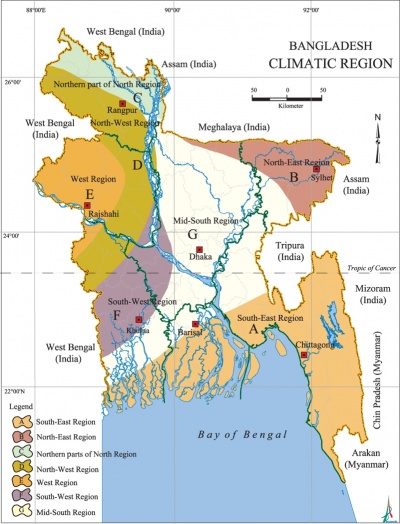 88°00'E
90°00'
92°00'
West Bengal (India)
Assam (India)
BANGLADESH
CLIMATIC REGION
26°00'
Northern part of North Region
C
Rangpur
North-West Region
50 0 50
Kilometer
N
Meghalaya (India)
West Bengal
(India)
West Region
E
Rajshahi
D
North-East Region
B
Sylhet
Assam
(India)
Mid-South Region
G
Dhaka
24°00'
Tripura
(India)
Tropic of Cancer
Mizoram
(India)
South-West Region
F
Khulna
Barisal
South-East Region
A
Chittagong
West Bengal
(India)
22°00'N
Chin Pradesh (Myanmar)
Bay of Bengal
Arakan
(Myanmar)
Legend
A South-East Region
B North-East Region
C Northern parts of North Region
D North-West Region
E West Region
F South-West Region
G Mid-South Region